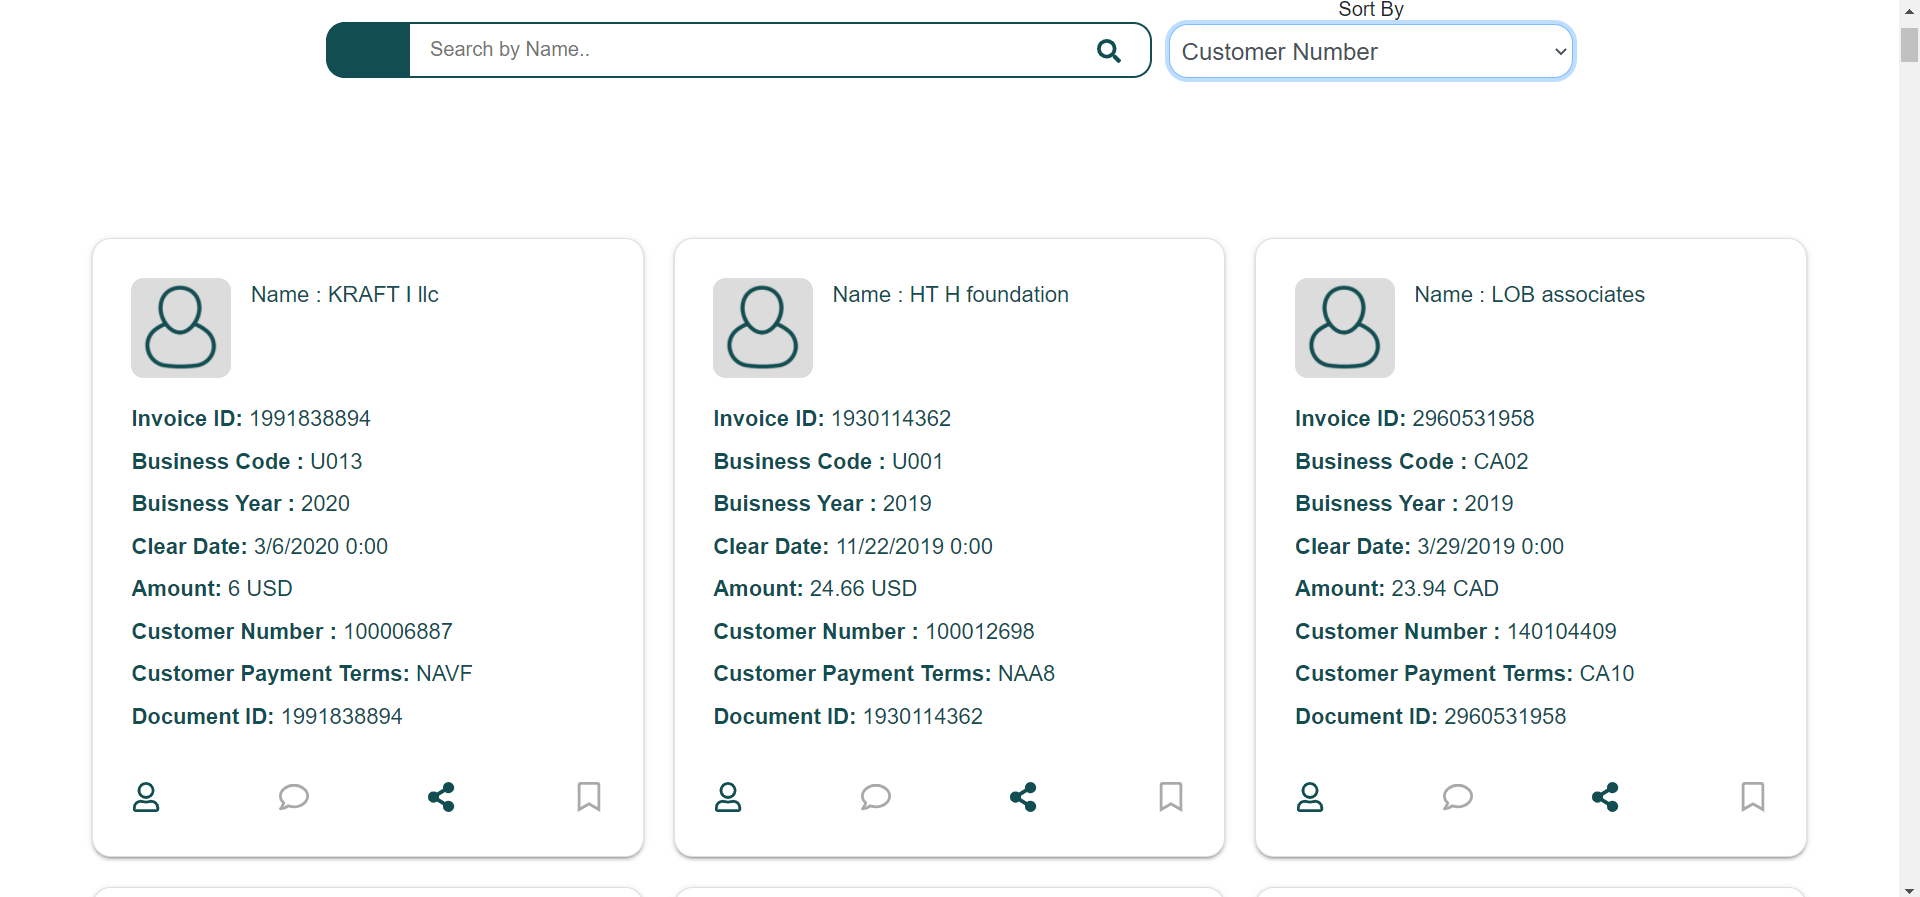 Sort By
Search by Name..
Customer Number
Name : KRAFT I llc
Invoice ID: 1991838894
Business Code : U013
Buisness Year : 2020
Clear Date: 3/6/2020 0:00
Amount: 6 USD
Customer Number : 100006887
Customer Payment Terms: NAVF
Document ID: 1991838894
Name : HT H foundation
Invoice ID: 1930114362
Business Code : U001
Buisness Year : 2019
Clear Date: 11/22/2019 0:00
Amount: 24.66 USD
Customer Number : 100012698
Customer Payment Terms: NAA8
Document ID: 1930114362
Name : LOB associates
Invoice ID: 2960531958
Business Code : CA02
Buisness Year : 2019
Clear Date: 3/29/2019 0:00
Amount: 23.94 CAD
Customer Number : 140104409
Customer Payment Terms: CA10
Document ID: 2960531958